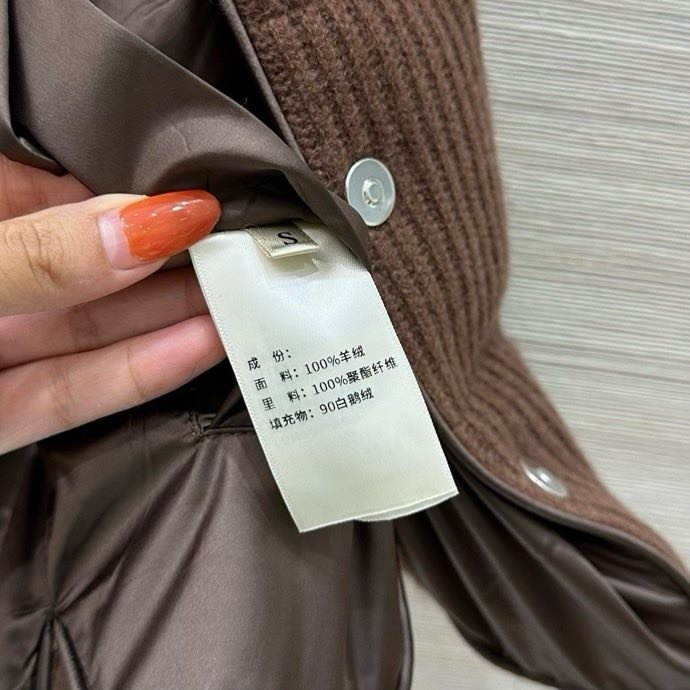 S
成 份：
面 料：100%羊绒
里 料：100%聚酯纤维
填充物：90白鹅绒